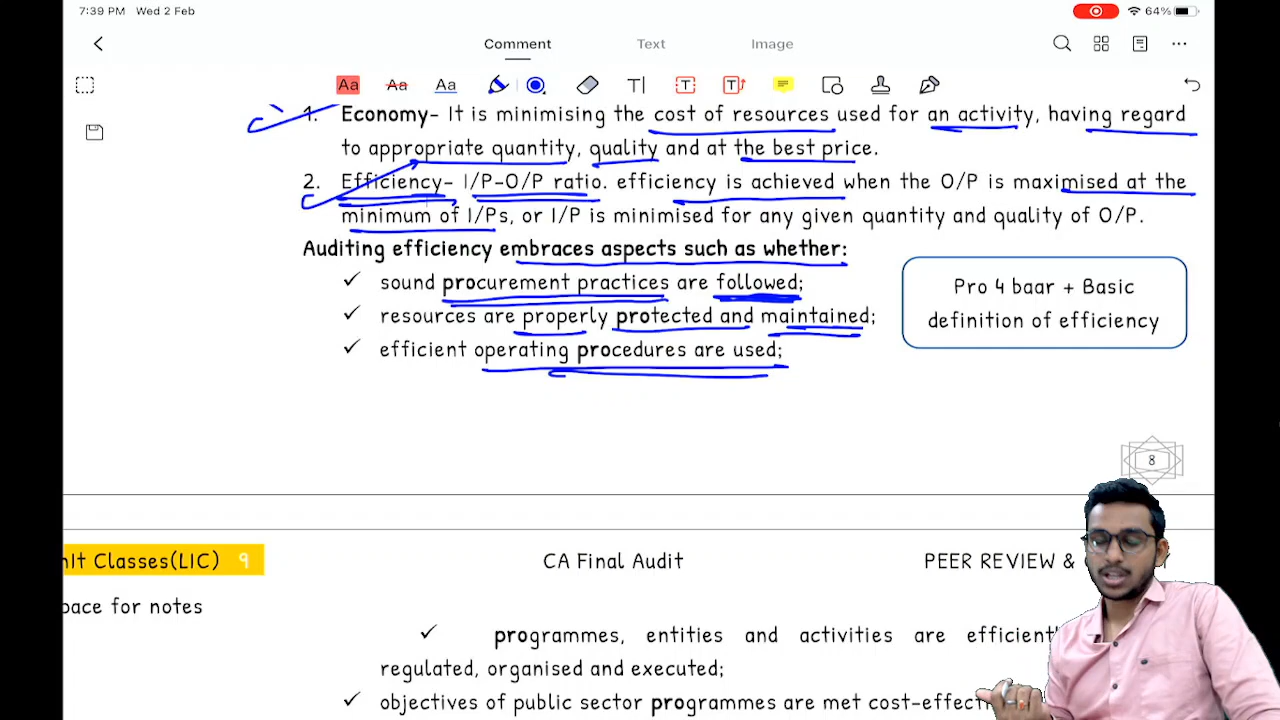 7:39 PM Wed 2 Feb
64%
Comment Text Image
Aa Aa Aa T T T
1. Economy- It is minimising the cost of resources used for an activity, having regard
to appropriate quantity, quality and at the best price.
2. Efficiency- I/P-O/P ratio. efficiency is achieved when the O/P is maximised at the
minimum of I/Ps, or I/P is minimised for any given quantity and quality of O/P.
Auditing efficiency embraces aspects such as whether:
✓ sound procurement practices are followed;
✓ resources are properly protected and maintained;
✓ efficient operating procedures are used;
Pro 4 baar + Basic
definition of efficiency
8
Classes(LIC) 9 CA Final Audit PEER REVIEW &
for notes
✓ programmes, entities and activities are
regulated, organised and executed;
✓ objectives of public sector programmes are met